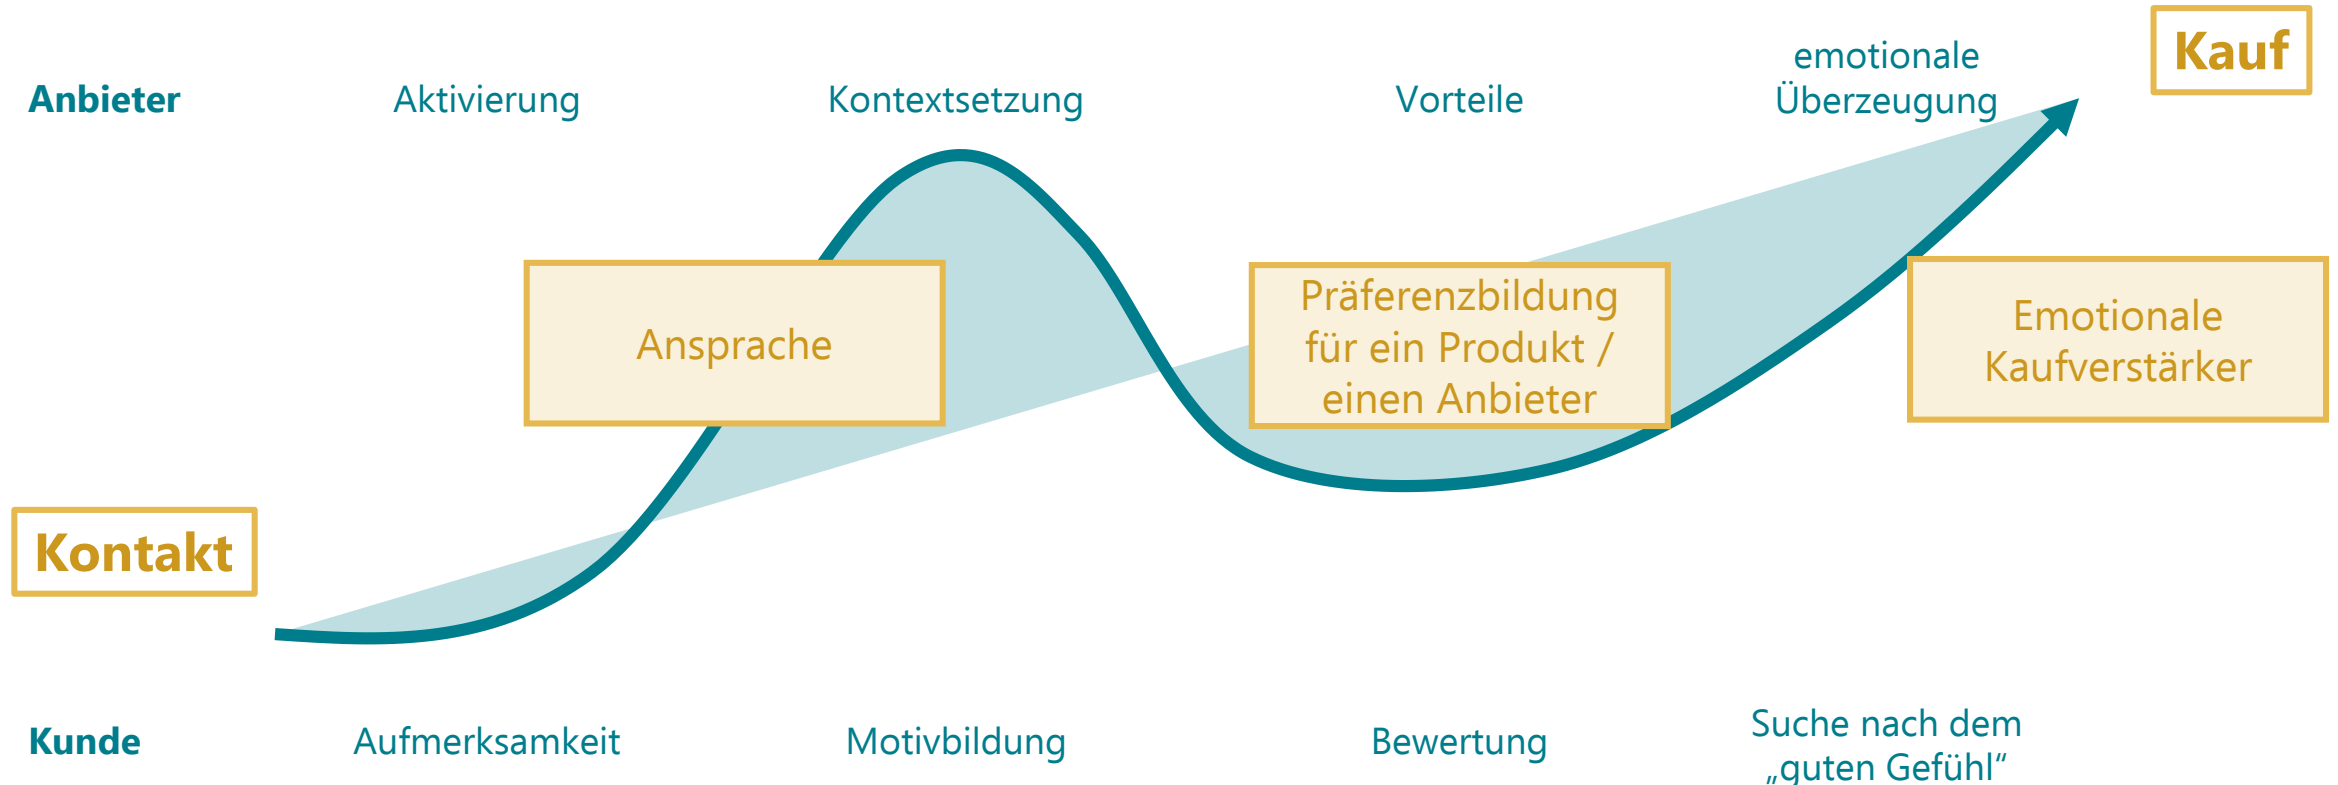 Kauf
Anbieter
Aktivierung
Kontextsetzung
Vorteile
emotionale
Überzeugung
Ansprache
Präferenzbildung
für ein Produkt /
einen Anbieter
Emotionale
Kaufverstärker
Kontakt
Kunde
Aufmerksamkeit
Motivbildung
Bewertung
Suche nach dem
„guten Gefühl“